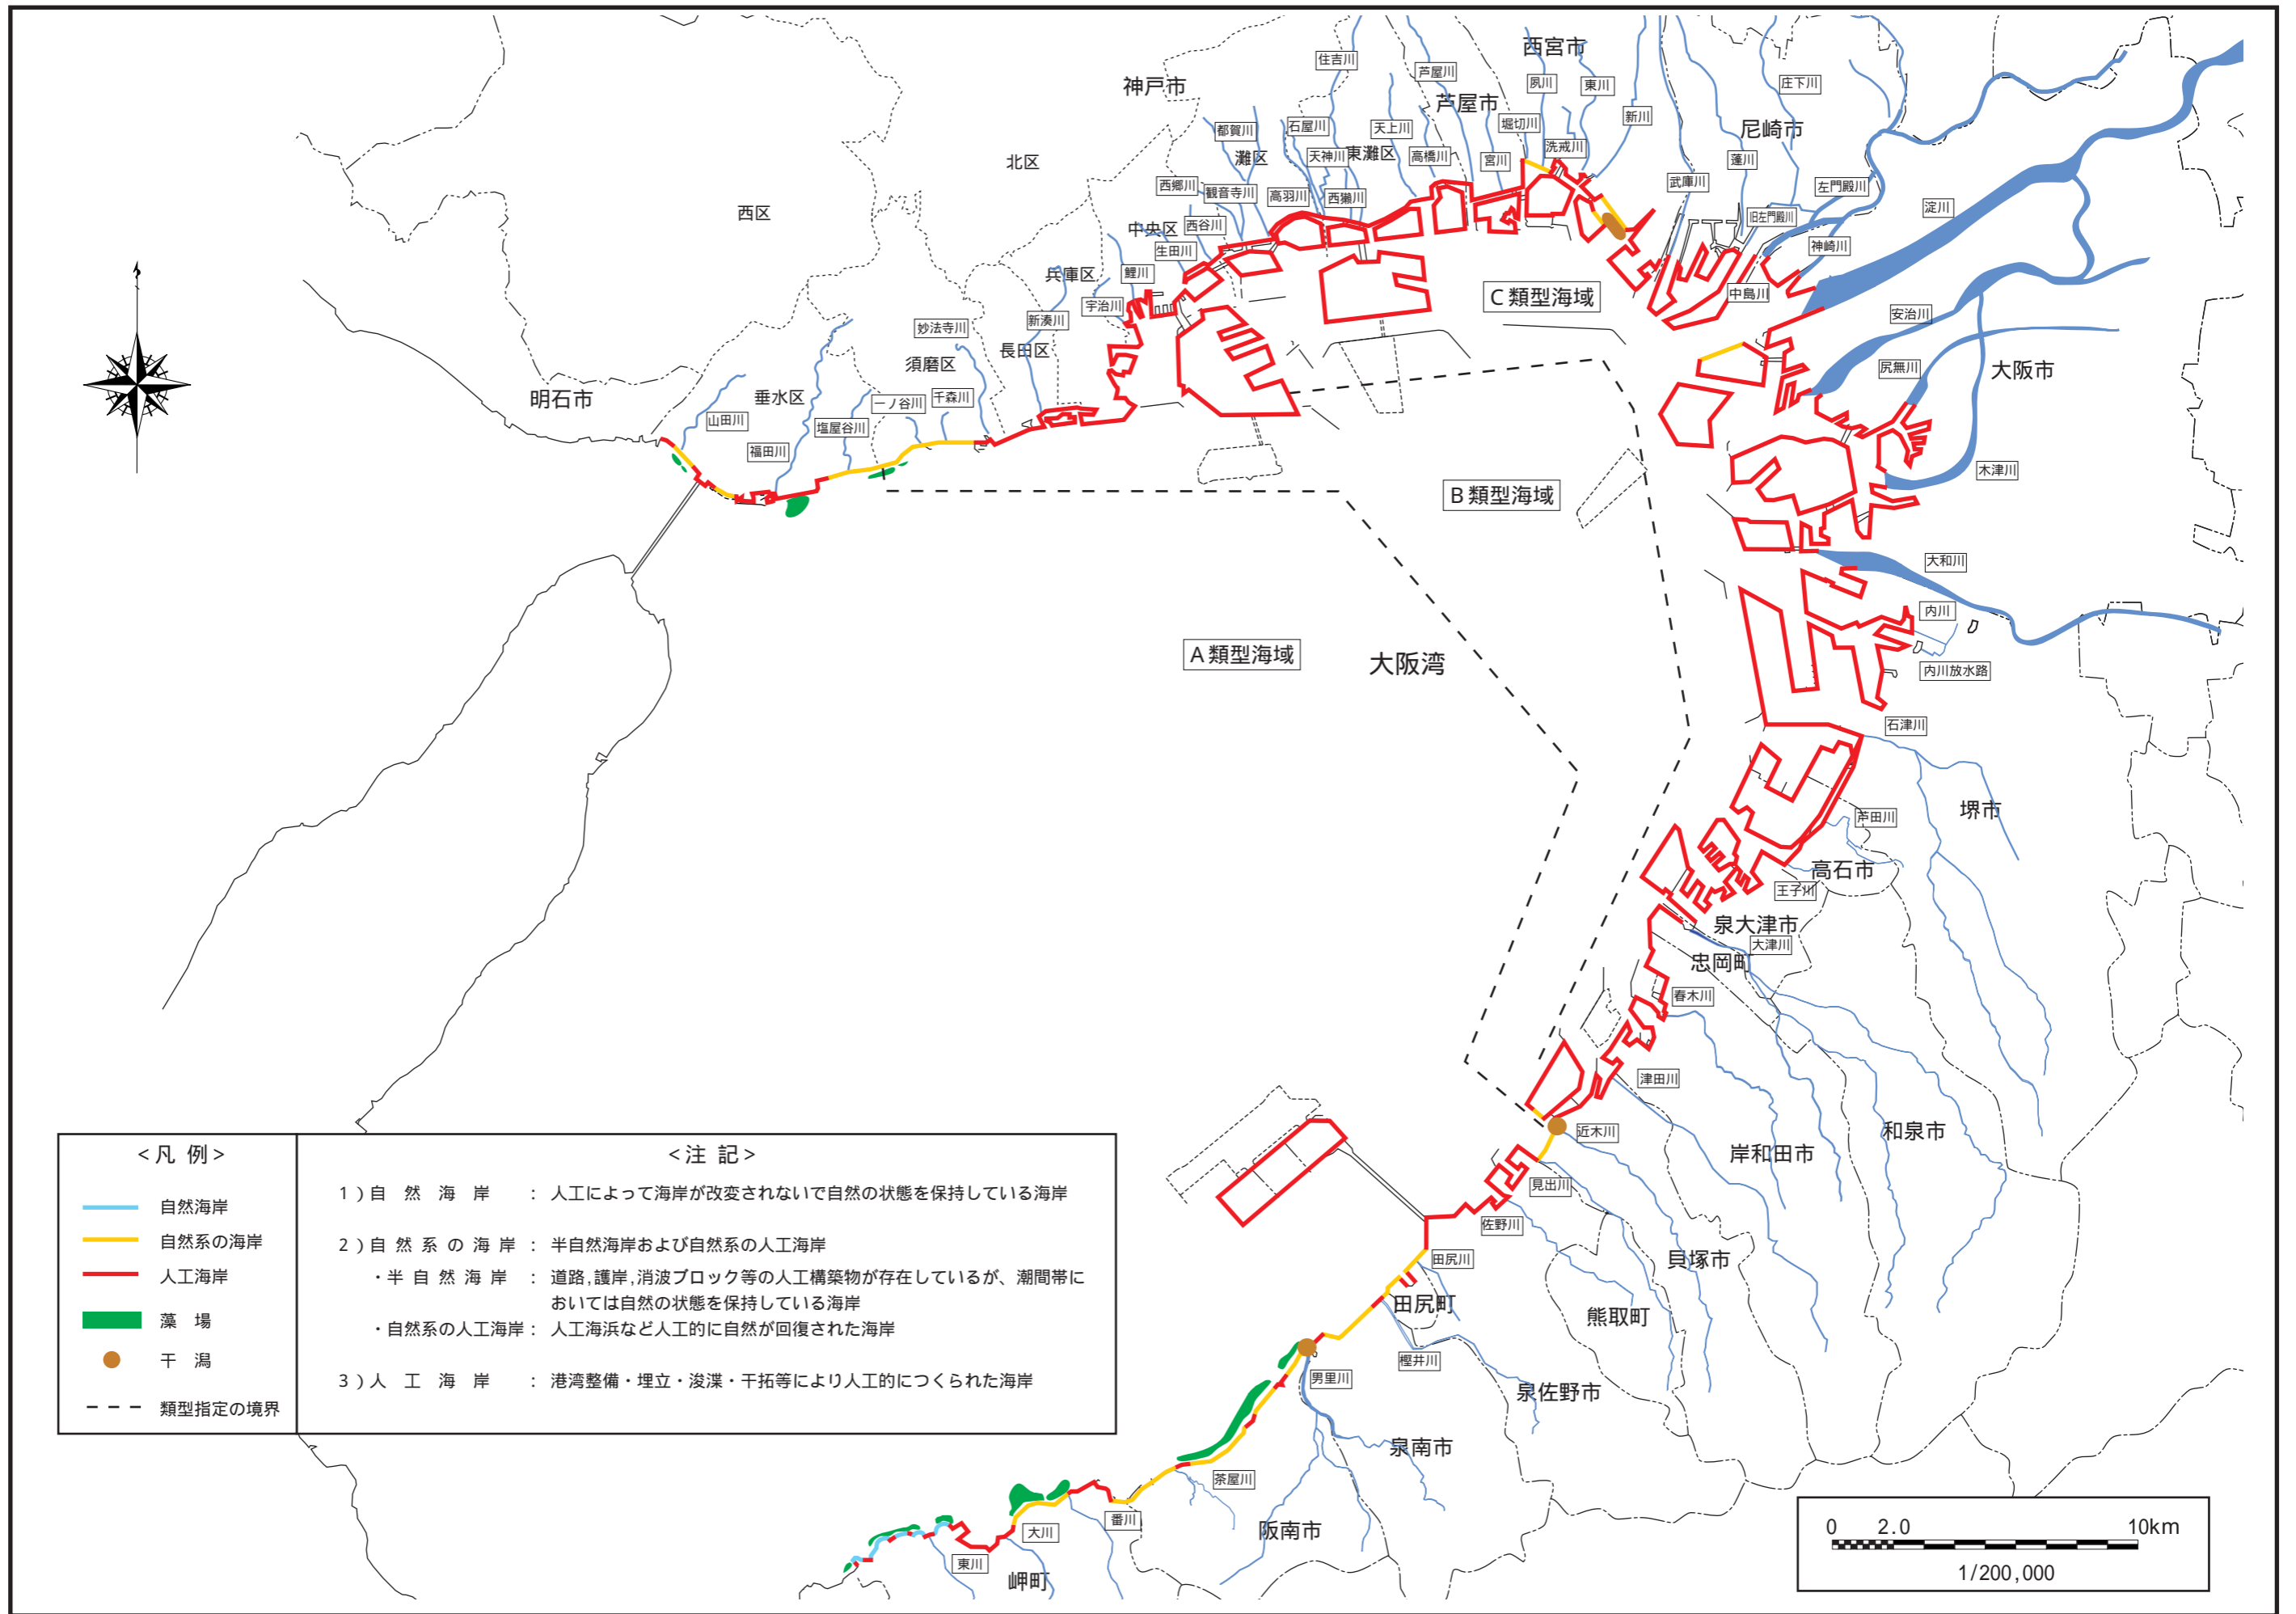 西宮市
神戸市
住吉川
芦屋川
夙川
東川
庄下川
芦屋市
新川
都賀川
石屋川
天上川
堀切川
尼崎市
北区
灘区
天神川
東灘区
高橋川
宮川
洗戒川
蓬川
西郷川
観音寺川
高羽川
西獺川
武庫川
左門殿川
淀川
西区
中央区
西谷川
旧左門殿川
生田川
神崎川
兵庫区
鯉川
C類型海域
中島川
宇治川
安治川
妙法寺川
新湊川
須磨区
長田区
尻無川
大阪市
明石市
垂水区
一ノ谷川
千森川
山田川
塩屋谷川
福田川
木津川
B類型海域
大和川
内川
A類型海域
大阪湾
内川放水路
石津川
堺市
芦田川
高石市
王子川
泉大津市
大津川
忠岡町
春木川
津田川
近木川
和泉市
岸和田市
見出川
佐野川
田尻川
貝塚市
田尻町
熊取町
樫井川
男里川
泉佐野市
泉南市
茶屋川
番川
大川
阪南市
東川
岬町
<凡 例>
自然海岸
自然系の海岸
人工海岸
藻 場
干 潟
類型指定の境界
<注 記>
1)自 然 海 岸 : 人工によって海岸が改変されないで自然の状態を保持している海岸
2)自 然 系 の 海 岸 : 半自然海岸および自然系の人工海岸
・半 自 然 海 岸 : 道路,護岸,消波ブロック等の人工構築物が存在しているが、潮間帯に
おいては自然の状態を保持している海岸
・自然系の人工海岸 : 人工海浜など人工的に自然が回復された海岸
3)人 工 海 岸 : 港湾整備・埋立・浚渫・干拓等により人工的につくられた海岸
0 2.0 10km
1/200,000